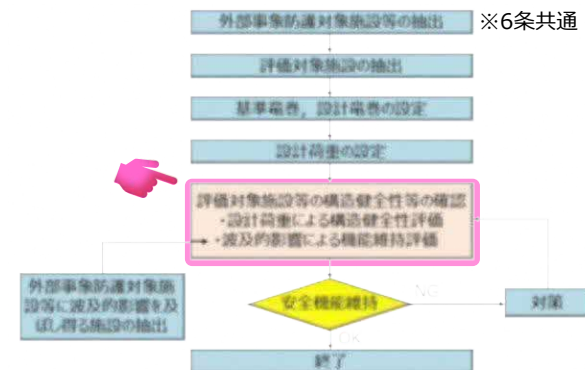 外部事象防護対象施設等の抽出 ※6条共通
評価対象施設の抽出
基準竜巻，設計竜巻の設定
設計荷重の設定
評価対象施設等の構造健全性等の確認
・設計荷重による構造健全性評価
・波及的影響による機能維持評価
外部事象防護対象施
設等に波及的影響を及
ぼし得る施設の抽出
安全機能維持
NG
対策
OK
終了